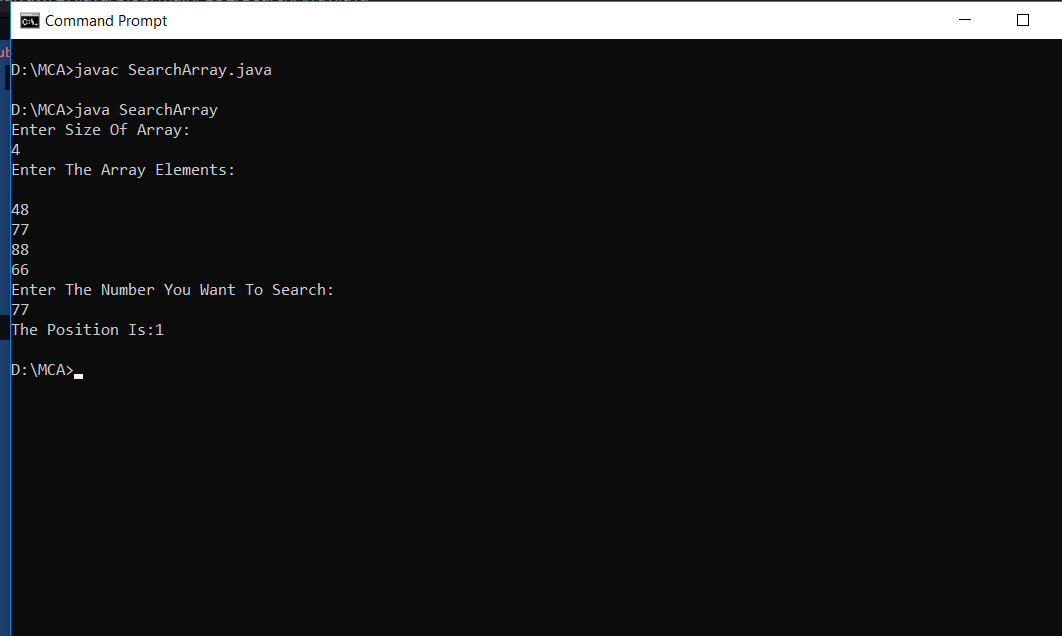 Command Prompt
D:\MCA>javac SearchArray.java
D:\MCA>java SearchArray
Enter Size Of Array:
4
Enter The Array Elements:
48
77
88
66
Enter The Number You Want To Search:
77
The Position Is:1
D:\MCA>